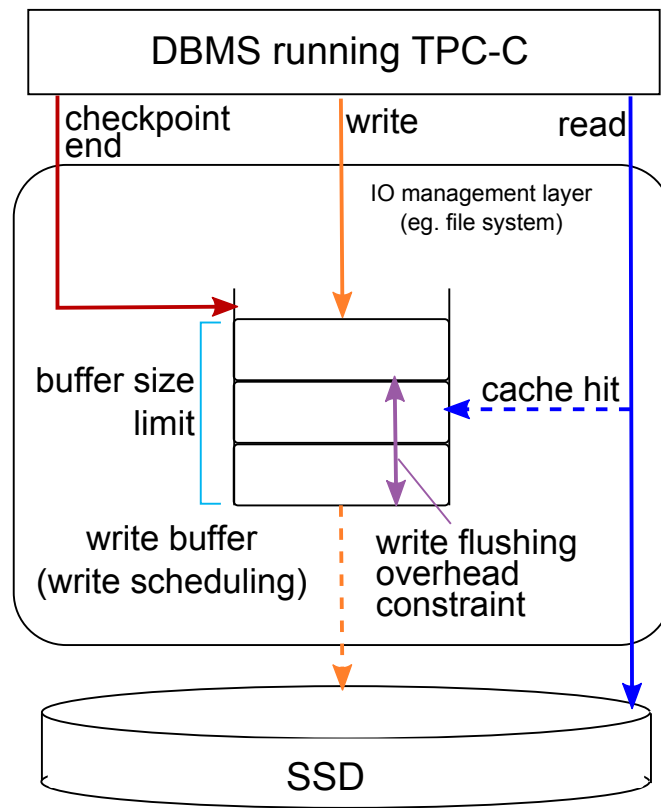 DBMS running TPC-C
checkpoint
end
write
read
IO management layer
(eg. file system)
buffer size
limit
cache hit
write buffer
(write scheduling)
write flushing
overhead
constraint
SSD